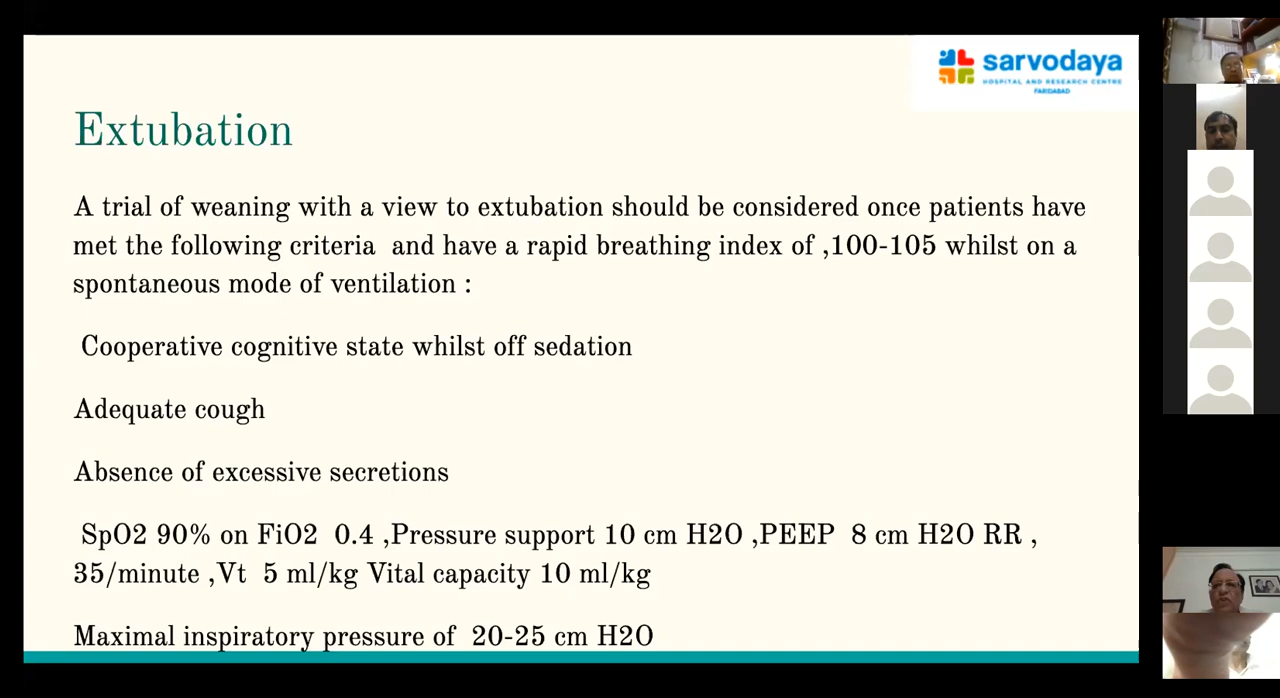 sarvodaya
HOSPITAL AND RESEARCH CENTRE
FARIDABAD
Extubation
A trial of weaning with a view to extubation should be considered once patients have
met the following criteria and have a rapid breathing index of ,100-105 whilst on a
spontaneous mode of ventilation :
Cooperative cognitive state whilst off sedation
Adequate cough
Absence of excessive secretions
SpO2 90% on FiO2 0.4 ,Pressure support 10 cm H2O ,PEEP 8 cm H2O RR ,
35/minute ,Vt 5 ml/kg Vital capacity 10 ml/kg
Maximal inspiratory pressure of 20-25 cm H2O